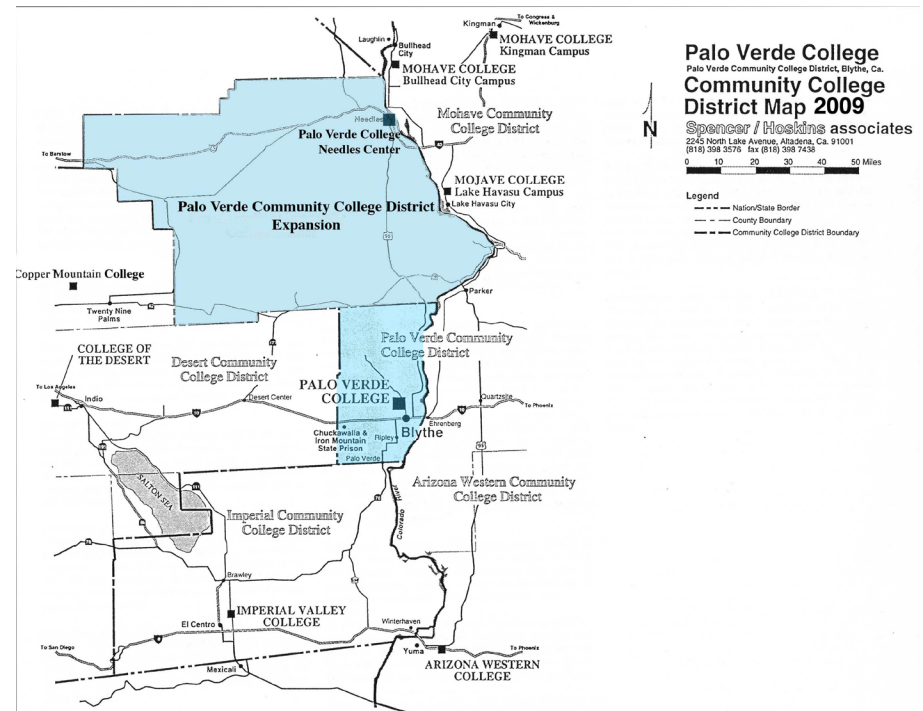 Palo Verde College
Palo Verde Community College District, Blythe, Ca.
Community College
District Map 2009
Spencer / Hoskins associates
2245 North Lake Avenue, Altadena, Ca. 91001
(818) 398 3576 fax (818) 398 7438
N
0 10 20 30 40 50 Miles
Legend
Nation/State Border
County Boundary
Community College District Boundary
Kingman
To Congress &
Wickenburg
Laughlin
Bullhead
City
MOHAVE COLLEGE
Kingman Campus
MOHAVE COLLEGE
Bullhead City Campus
Mohave Community
College District
Needles
Palo Verde College
Needles Center
To Barstow
MOJAVE COLLEGE
Lake Havasu Campus
Lake Havasu City
Palo Verde Community College District
Expansion
Copper Mountain College
Twenty Nine
Palms
Parker
COLLEGE OF
THE DESERT
Desert Community
College District
Palo Verde Community
College District
PALO VERDE
COLLEGE
To Los Angeles
Indio
Desert Center
Quartzsite
To Phoenix
Ehrenberg
Blythe
Chuckawalla &
Iron Mountain
State Prison
Ripley
Palo Verde
95
SALTON SEA
Arizona Western Community
College District
Imperial Community
College District
Colorado River
Brawley
IMPERIAL VALLEY
COLLEGE
El Centro
Winterhaven
To San Diego
Yuma
To Phoenix
Mexicali
ARIZONA WESTERN
COLLEGE